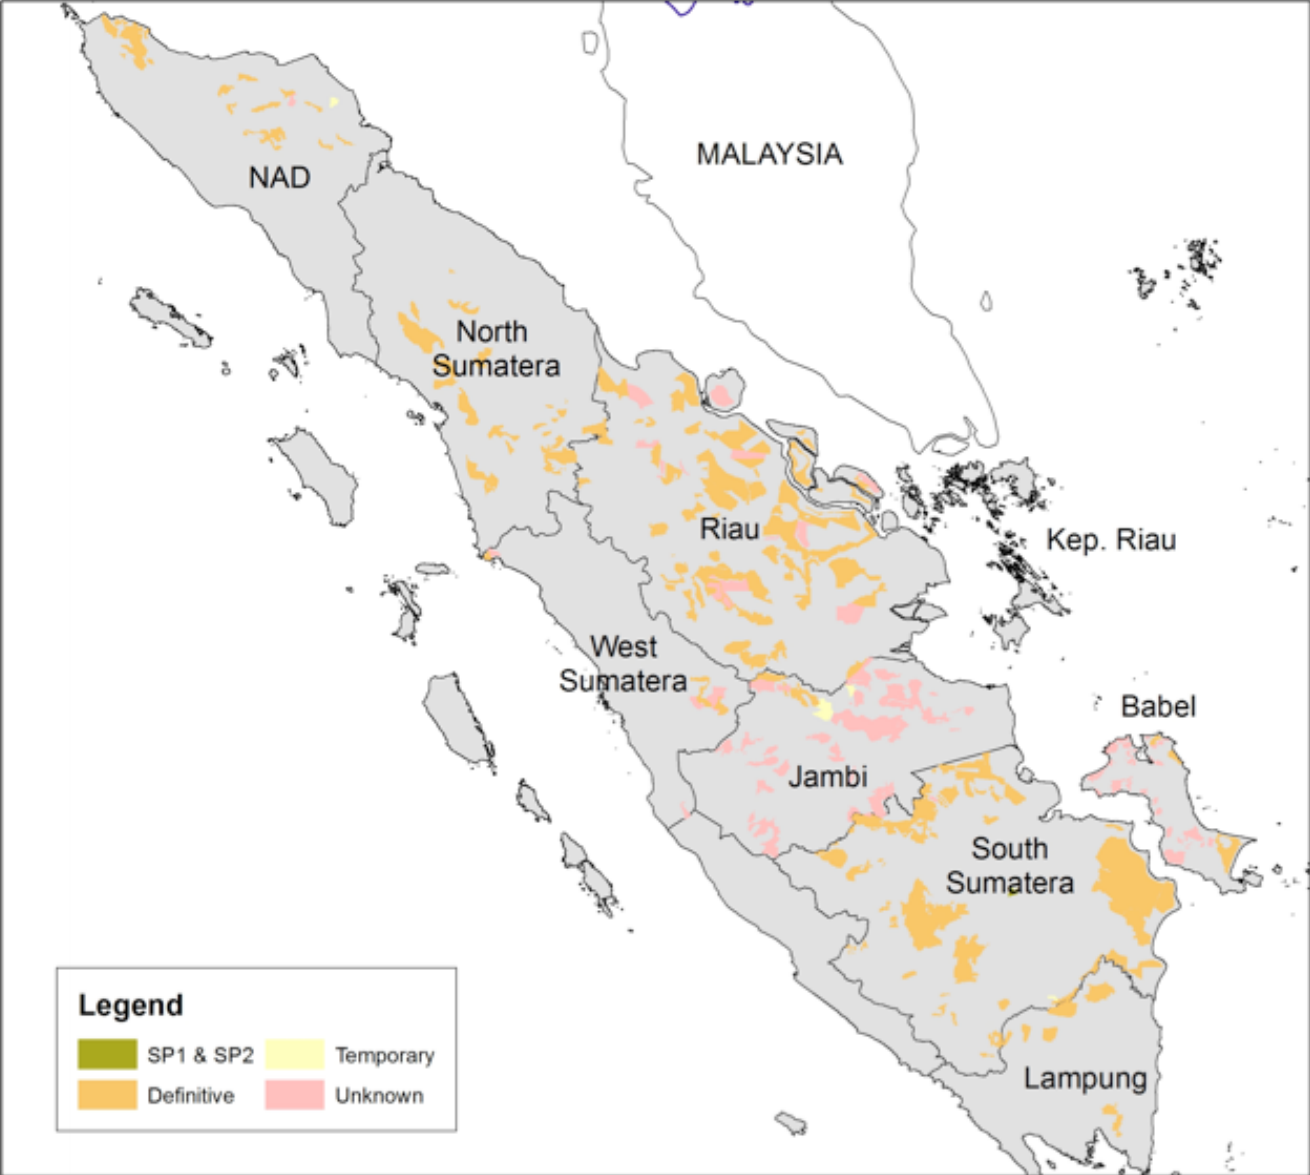 MALAYSIA
NAD
North
Sumatera
Riau
Kep. Riau
West
Sumatera
Babel
Jambi
South
Sumatera
Lampung
Legend
SP1 & SP2
Temporary
Definitive
Unknown